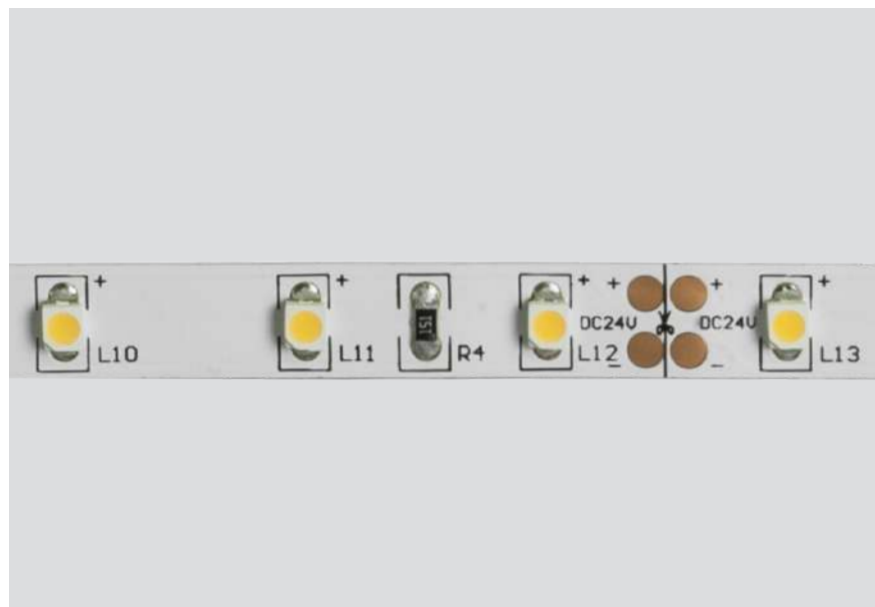 + + + + + +
DC24V DC24V
151
L10 L11 R4 L12 L13
− −